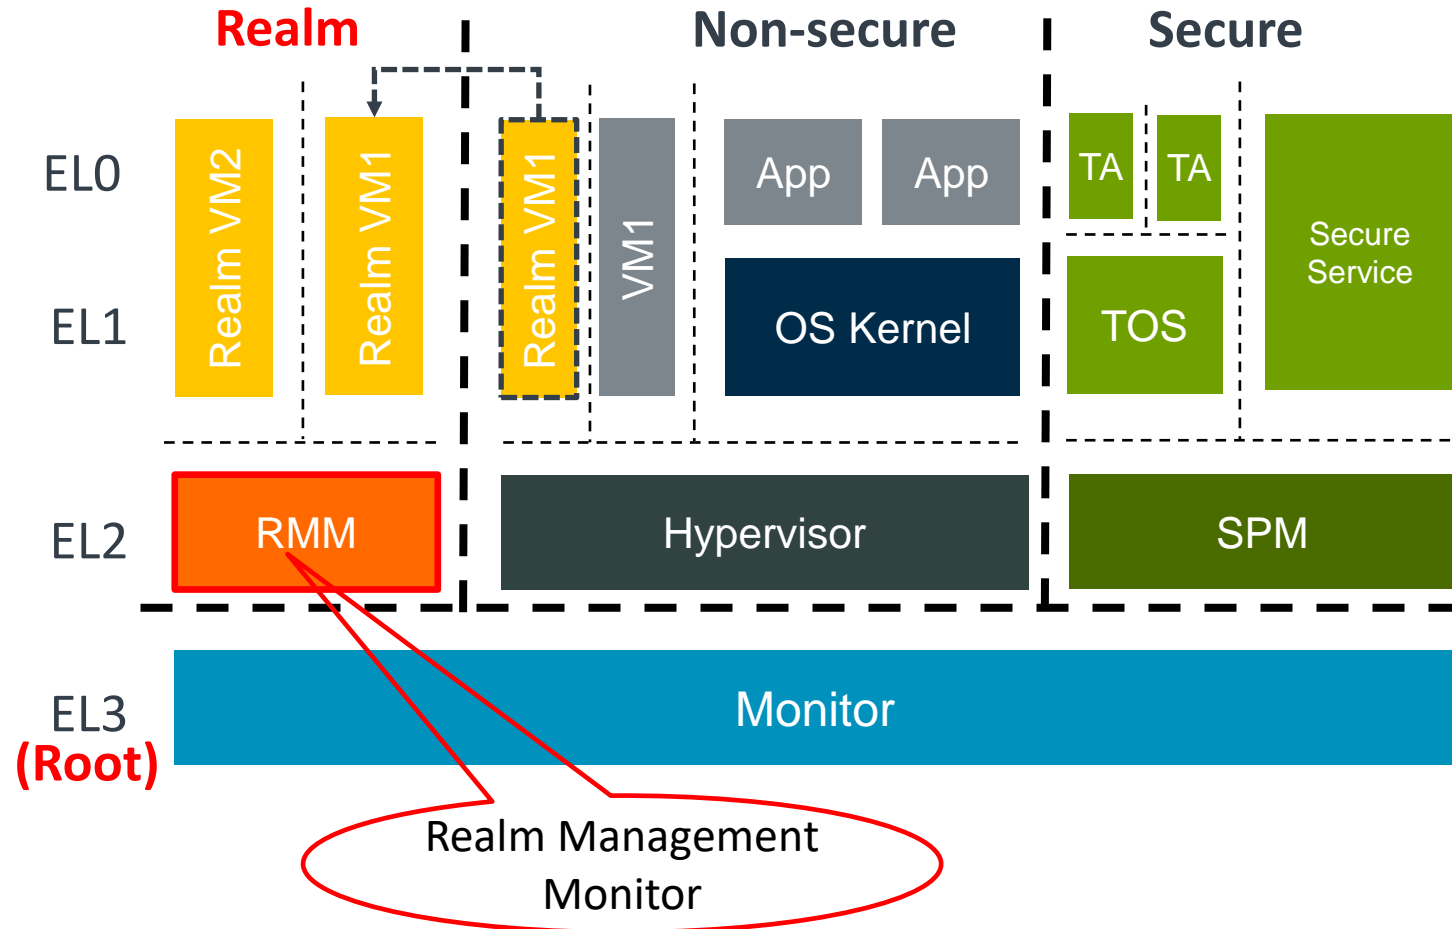 Realm
Non-secure
Secure
EL0
Realm VM2
Realm VM1
Realm VM1
VM1
App
App
TA
TA
Secure
Service
EL1
OS Kernel
TOS
EL2
RMM
Hypervisor
SPM
EL3
(Root)
Monitor
Realm Management
Monitor